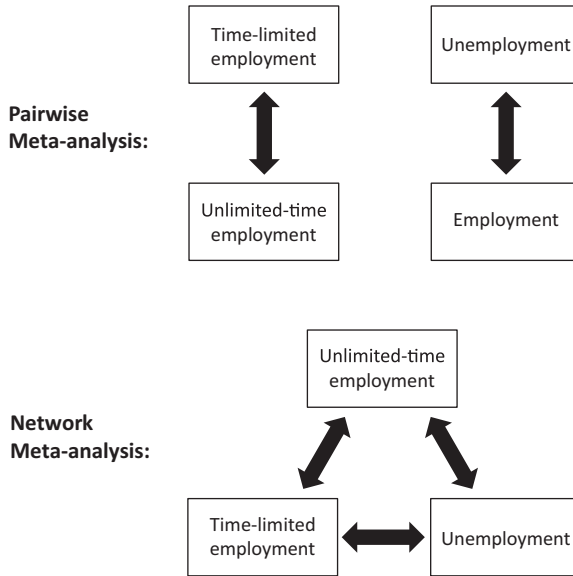 Time-limited
employment
Unemployment
Pairwise
Meta-analysis:
Unlimited-time
employment
Employment
Unlimited-time
employment
Network
Meta-analysis:
Time-limited
employment
Unemployment